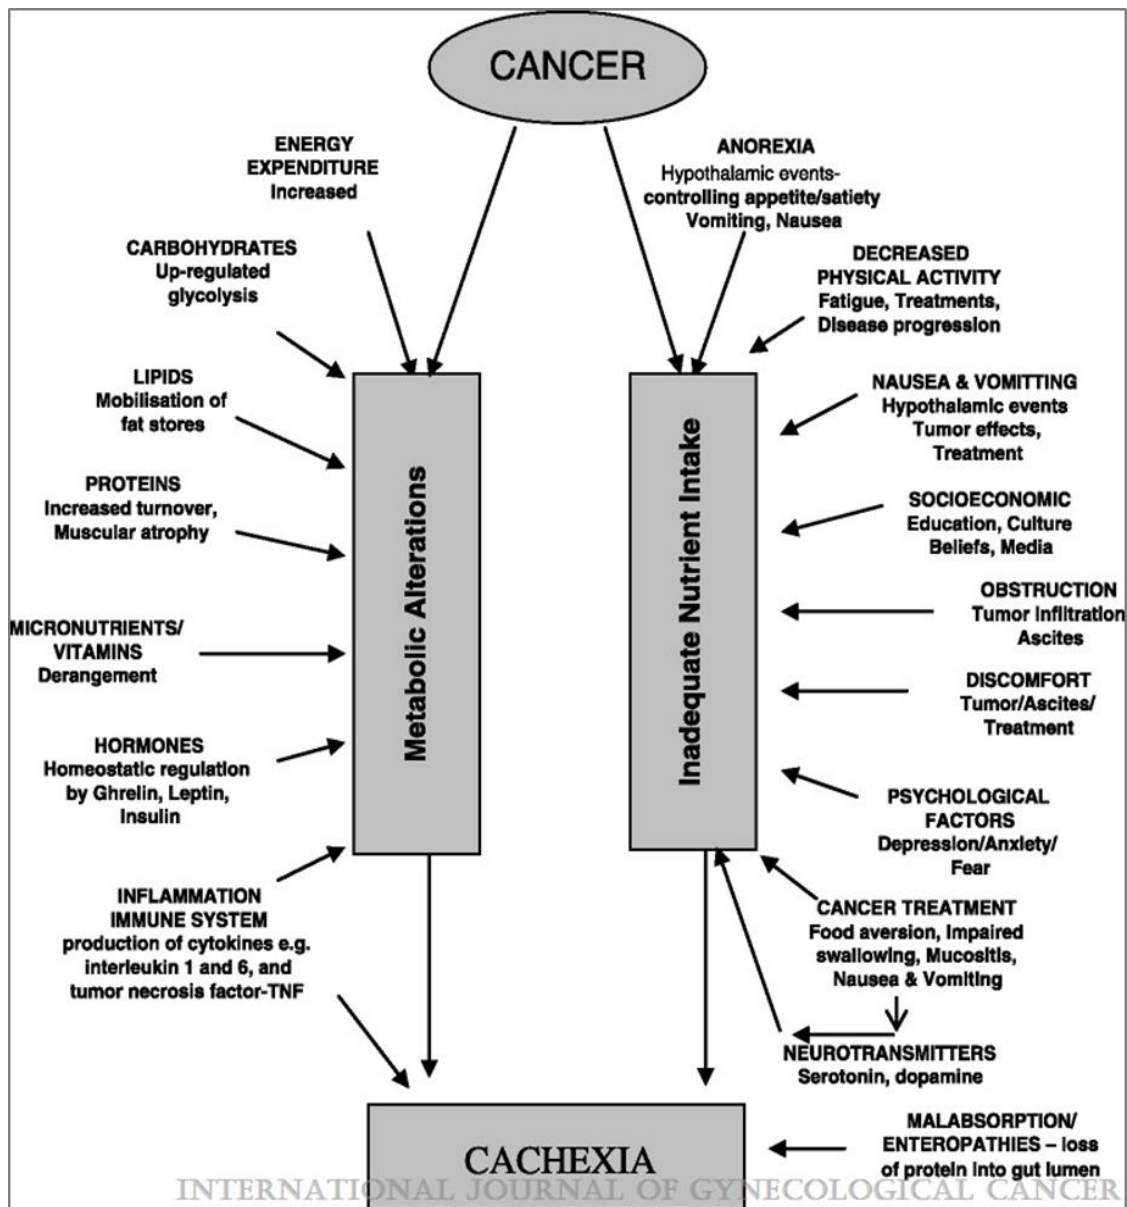 CANCER
ENERGY
EXPENDITURE
Increased
CARBOHYDRATES
Up-regulated
glycolysis
LIPIDS
Mobilisation of
fat stores
PROTEINS
Increased turnover,
Muscular atrophy
MICRONUTRIENTS/
VITAMINS
Derangement
HORMONES
Homeostatic regulation
by Ghrelin, Leptin,
Insulin
INFLAMMATION
IMMUNE SYSTEM
production of cytokines e.g.
interleukin 1 and 6, and
tumor necrosis factor-TNF
Metabolic Alterations
Inadequate Nutrient Intake
ANOREXIA
Hypothalamic events-
controlling appetite/satiety
Vomiting, Nausea
DECREASED
PHYSICAL ACTIVITY
Fatigue, Treatments,
Disease progression
NAUSEA & VOMITTING
Hypothalamic events
Tumor effects,
Treatment
SOCIOECONOMIC
Education, Culture
Beliefs, Media
OBSTRUCTION
Tumor Infiltration
Ascites
DISCOMFORT
Tumor/Ascites/
Treatment
PSYCHOLOGICAL
FACTORS
Depression/Anxiety/
Fear
CANCER TREATMENT
Food aversion, Impaired
swallowing, Mucositis,
Nausea & Vomiting
NEUROTRANSMITTERS
Serotonin, dopamine
MALABSORPTION/
ENTEROPATHIES – loss
of protein into gut lumen
CACHEXIA
INTERNATIONAL JOURNAL OF GYNECOLOGICAL CANCER